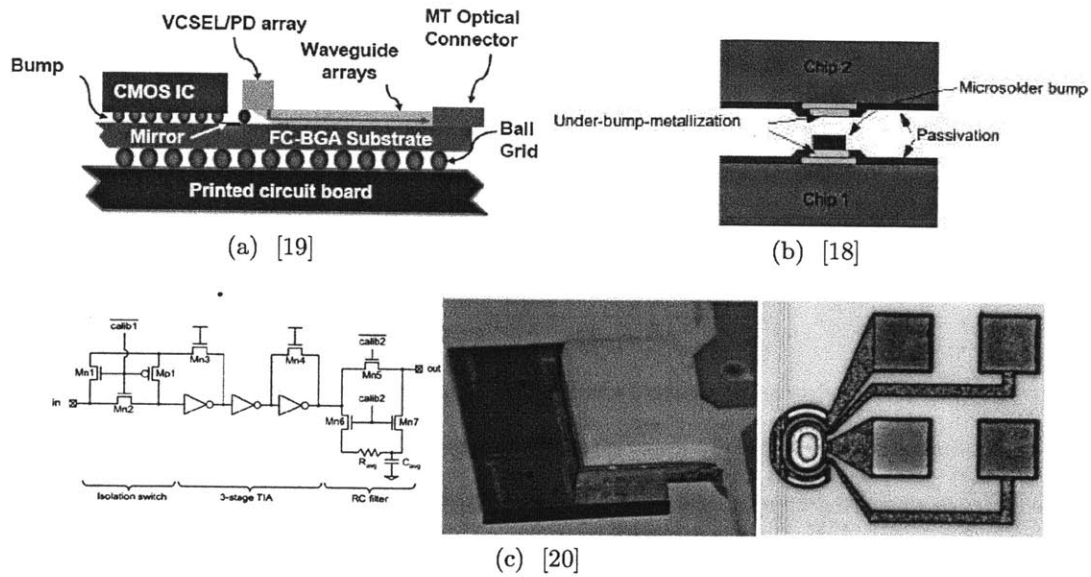 VCSEL/PD array
MT Optical
Connector
Waveguide
arrays
Bump
CMOS IC
Mirror
FC-BGA Substrate
Ball
Grid
Printed circuit board
(a) [19]
Chip 2
Microsolder bump
Under-bump-metallization
Passivation
Chip 1
(b) [18]
calib1
calib2
Mn1
Mp1
Mn3
Mn4
Mn5
out
in
Mn2
calib2
Mn6
Mn7
Ravg
Cavg
Isolation switch
3-stage TIA
RC filter
(c) [20]